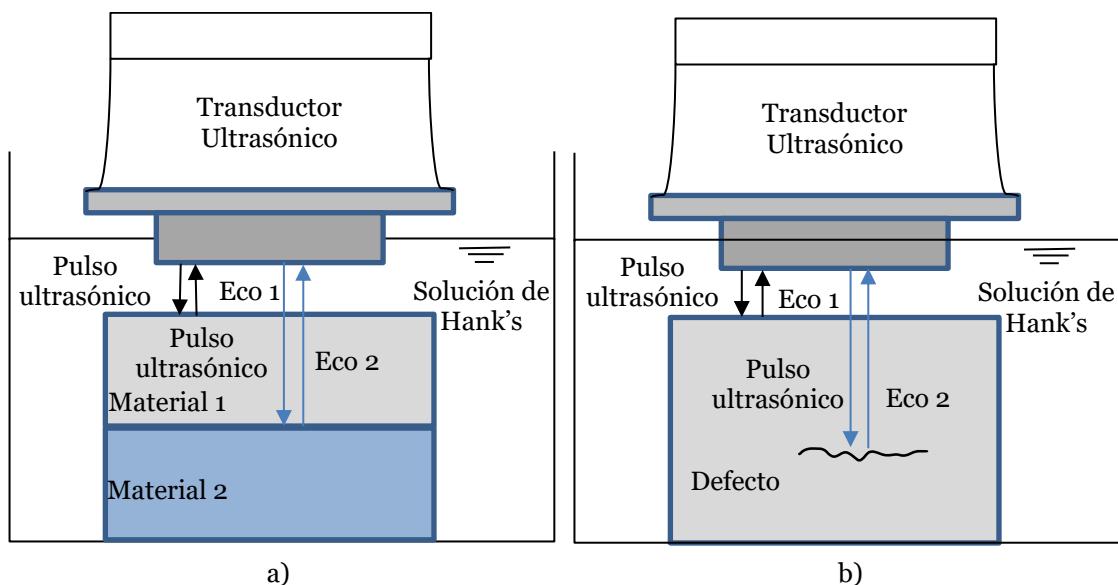 Transductor
Ultrasónico
Pulso
ultrasónico
Eco 1
Solución de
Hank’s
Pulso
ultrasónico
Eco 2
Material 1
Material 2
a)
Transductor
Ultrasónico
Pulso
ultrasónico
Eco 1
Solución de
Hank’s
Pulso
ultrasónico
Eco 2
Defecto
b)